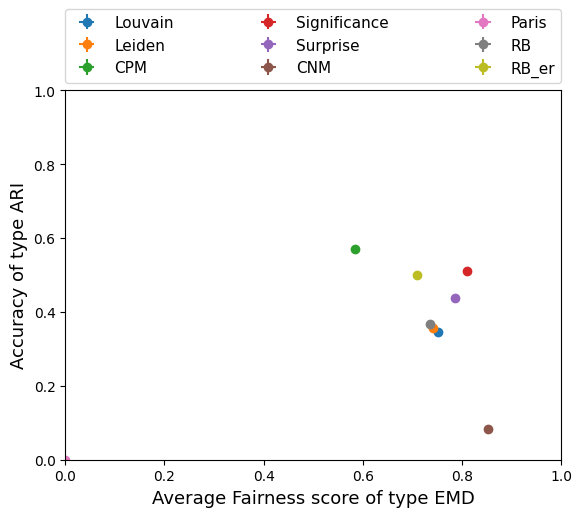 Louvain Significance Paris
Leiden Surprise RB
CPM CNM RB_er
1.0
0.8
0.6
0.4
0.2
0.0
Accuracy of type ARI
0.0 0.2 0.4 0.6 0.8 1.0
Average Fairness score of type EMD